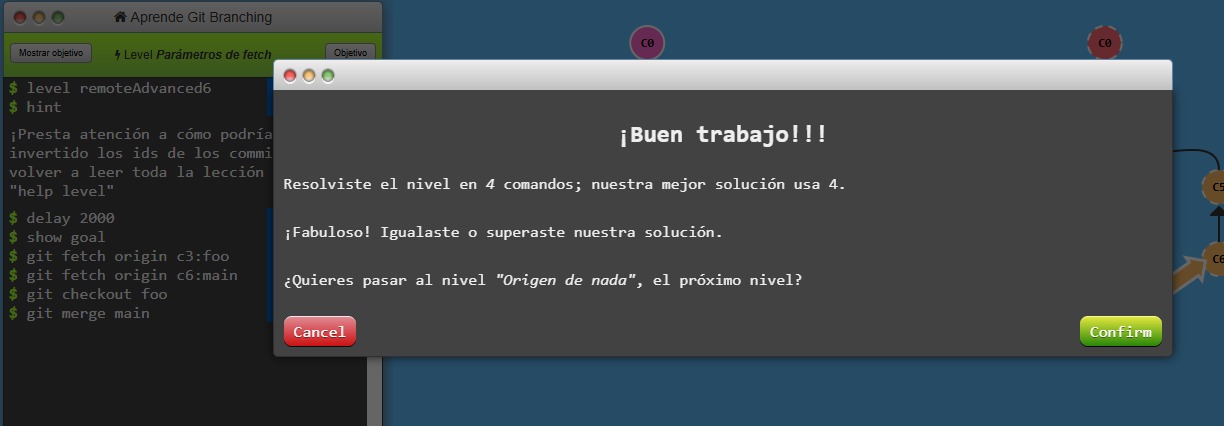 Aprende Git Branching
Mostrar objetivo
Level Parámetros de fetch
Objetivo
C0
C0
$ level remoteAdvanced6
$ hint
¡Presta atención a cómo podría
invertido los ids de los commi
volver a leer toda la lección
"help level"
$ delay 2000
$ show goal
$ git fetch origin c3:foo
$ git fetch origin c6:main
$ git checkout foo
$ git merge main
¡Buen trabajo!!!
Resolviste el nivel en 4 comandos; nuestra mejor solución usa 4.
¡Fabuloso! Igualaste o superaste nuestra solución.
¿Quieres pasar al nivel "Origen de nada", el próximo nivel?
Cancel
Confirm
C5
C6